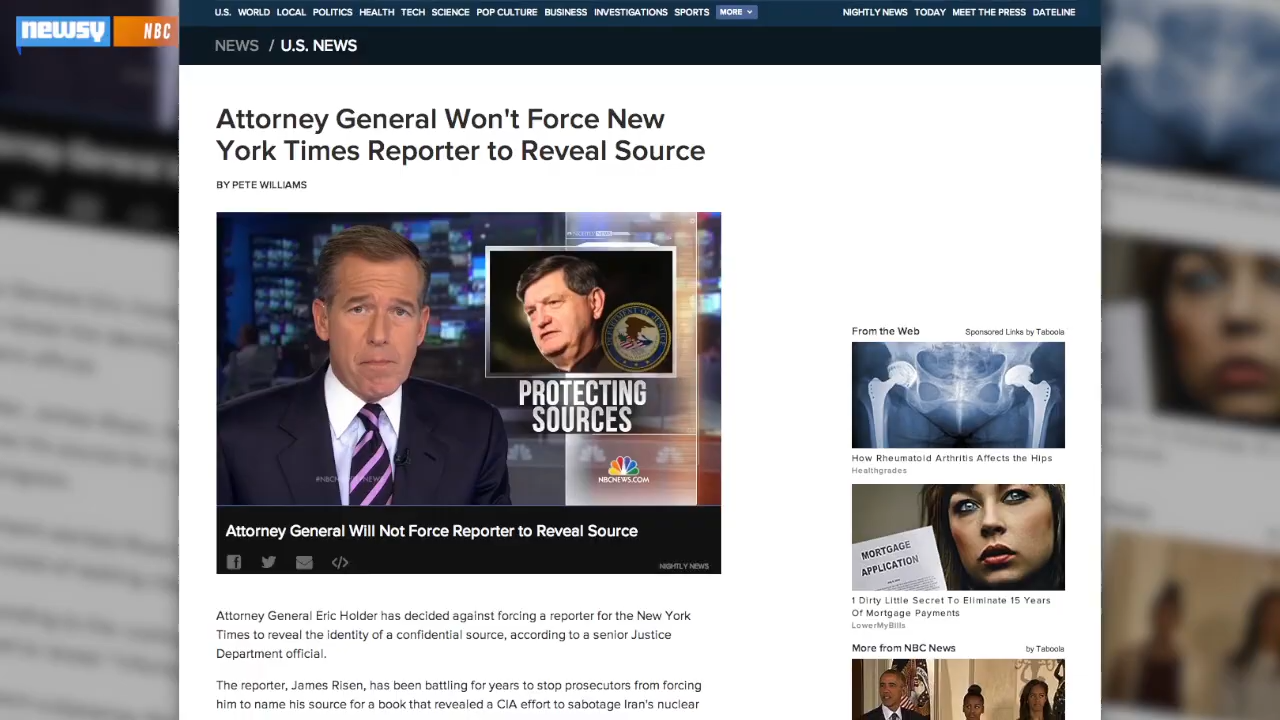 newsy
NBC
U.S. WORLD LOCAL POLITICS HEALTH TECH SCIENCE POP CULTURE BUSINESS INVESTIGATIONS SPORTS MORE
NIGHTLY NEWS TODAY MEET THE PRESS DATELINE
NEWS / U.S. NEWS
Attorney General Won't Force New
York Times Reporter to Reveal Source
BY PETE WILLIAMS
PROTECTING
SOURCES
NBCNEWS.COM
Attorney General Will Not Force Reporter to Reveal Source
NIGHTLY NEWS
Attorney General Eric Holder has decided against forcing a reporter for the New York
Times to reveal the identity of a confidential source, according to a senior Justice
Department official.
The reporter, James Risen, has been battling for years to stop prosecutors from forcing
him to name his source for a book that revealed a CIA effort to sabotage Iran's nuclear
From the Web
Sponsored Links by Taboola
How Rheumatoid Arthritis Affects the Hips
Healthgrades
MORTGAGE
APPLICATION
1 Dirty Little Secret To Eliminate 15 Years
Of Mortgage Payments
LowerMyBills
More from NBC News
by Taboola